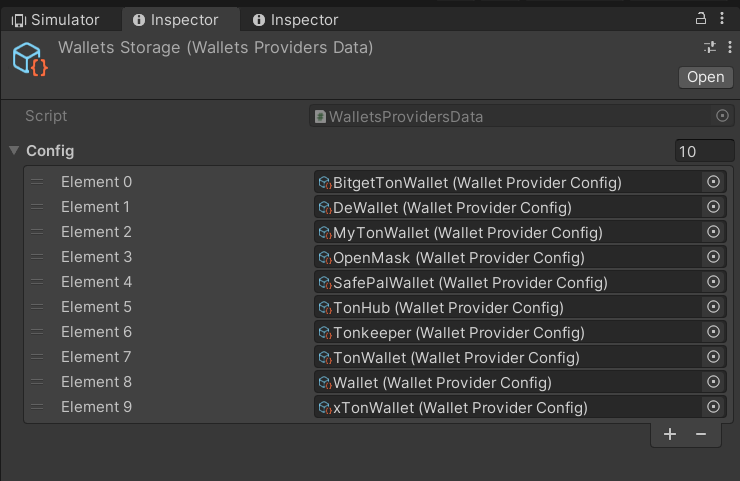 Simulator Inspector Inspector
Wallets Storage (Wallets Providers Data)
Open
Script WalletsProvidersData
Config 10
Element 0 BitgetTonWallet (Wallet Provider Config)
Element 1 DeWallet (Wallet Provider Config)
Element 2 MyTonWallet (Wallet Provider Config)
Element 3 OpenMask (Wallet Provider Config)
Element 4 SafePalWallet (Wallet Provider Config)
Element 5 TonHub (Wallet Provider Config)
Element 6 Tonkeeper (Wallet Provider Config)
Element 7 TonWallet (Wallet Provider Config)
Element 8 Wallet (Wallet Provider Config)
Element 9 xTonWallet (Wallet Provider Config)